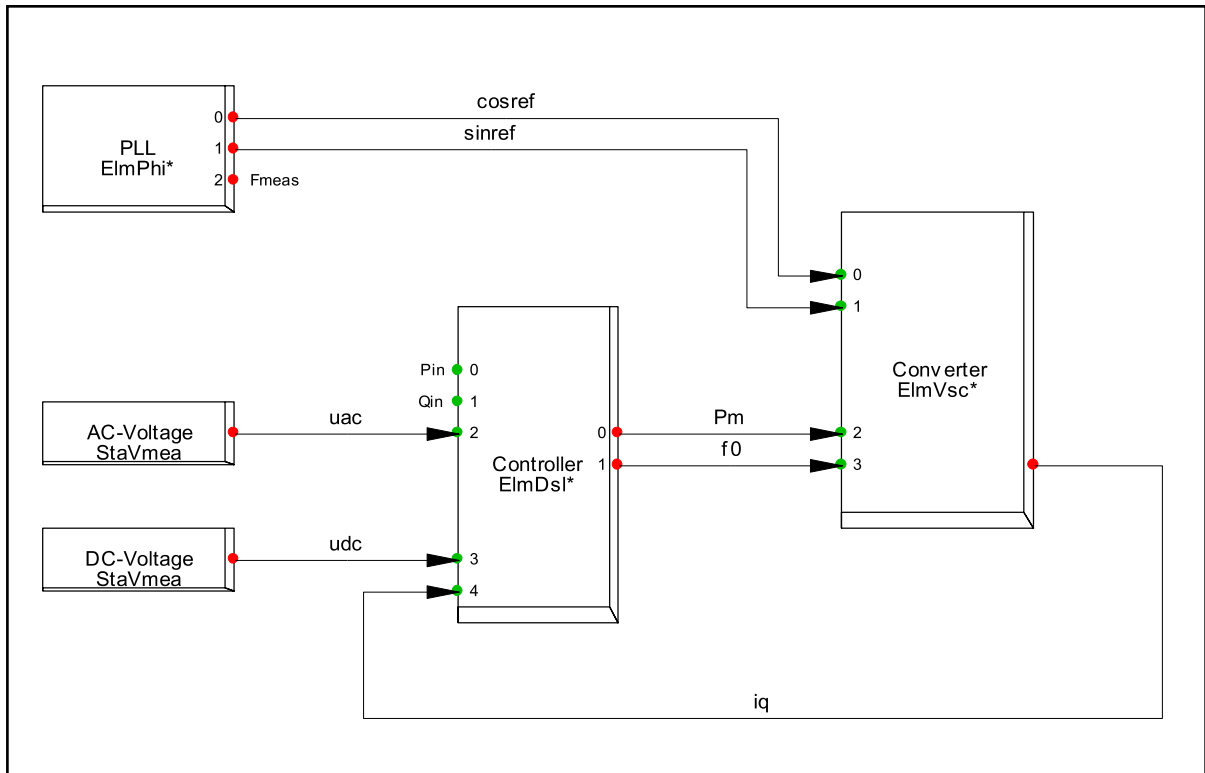 cosref
0
sinref
PLL
ElmPhi*
1
2 Fmeas
0
1
Pin 0
Converter
ElmVsc*
Qin 1
uac
Pm
AC-Voltage
StaVmea
2
0
2
f0
Controller
ElmDsl*
1
3
udc
DC-Voltage
StaVmea
3
4
iq